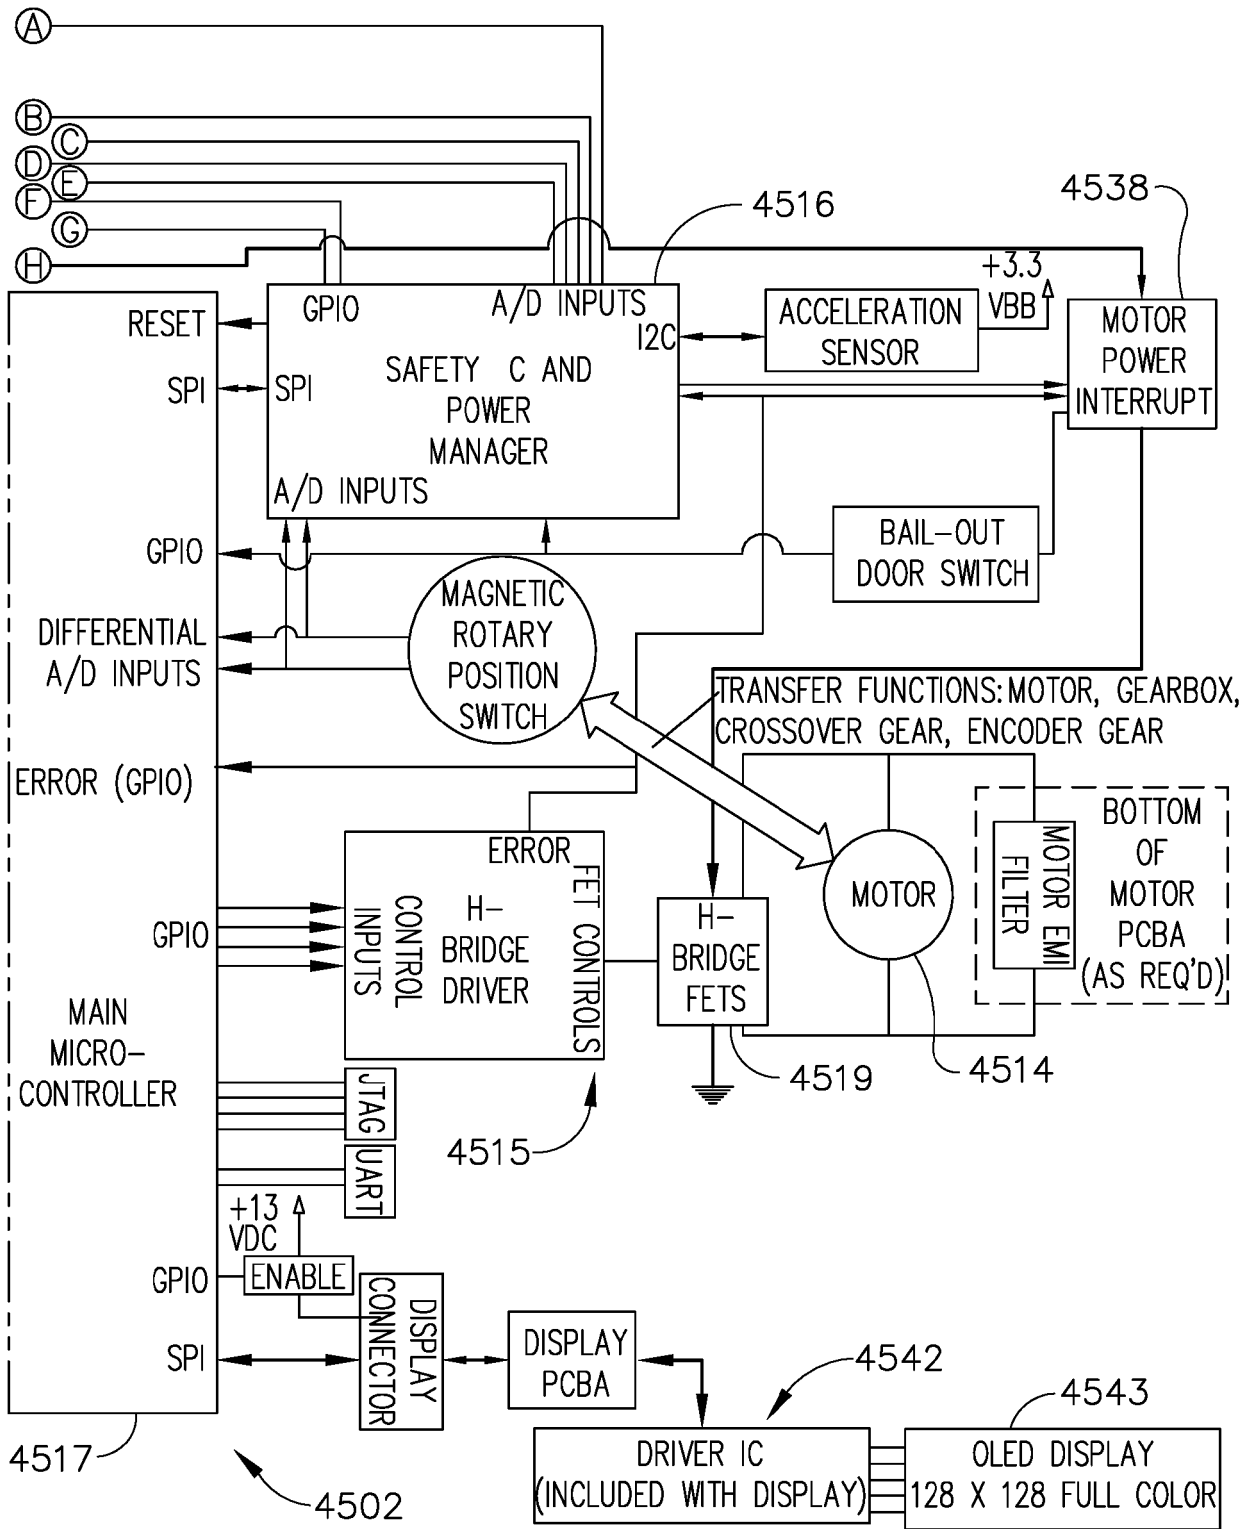 A
B
C
D
E
F
G
H
4516
4538
+3.3
VBB
RESET
GPIO
A/D INPUTS
I2C
ACCELERATION
SENSOR
MOTOR
POWER
INTERRUPT
SPI
SPI
SAFETY C AND
POWER
MANAGER
A/D INPUTS
GPIO
BAIL-OUT
DOOR SWITCH
MAGNETIC
ROTARY
POSITION
SWITCH
DIFFERENTIAL
A/D INPUTS
TRANSFER FUNCTIONS: MOTOR, GEARBOX,
CROSSOVER GEAR, ENCODER GEAR
ERROR (GPIO)
ERROR
CONTROL
INPUTS
H-
BRIDGE
DRIVER
FET CONTROLS
GPIO
H-
BRIDGE
FETS
MOTOR
MOTOR EMI
FILTER
BOTTOM
OF
MOTOR
PCBA
(AS REQ'D)
MAIN
MICRO-
CONTROLLER
JTAG
UART
4515
4519
4514
+13
VDC
GPIO
ENABLE
DISPLAY
CONNECTOR
SPI
DISPLAY
PCBA
4542
4543
4517
4502
DRIVER IC
(INCLUDED WITH DISPLAY)
OLED DISPLAY
128 X 128 FULL COLOR